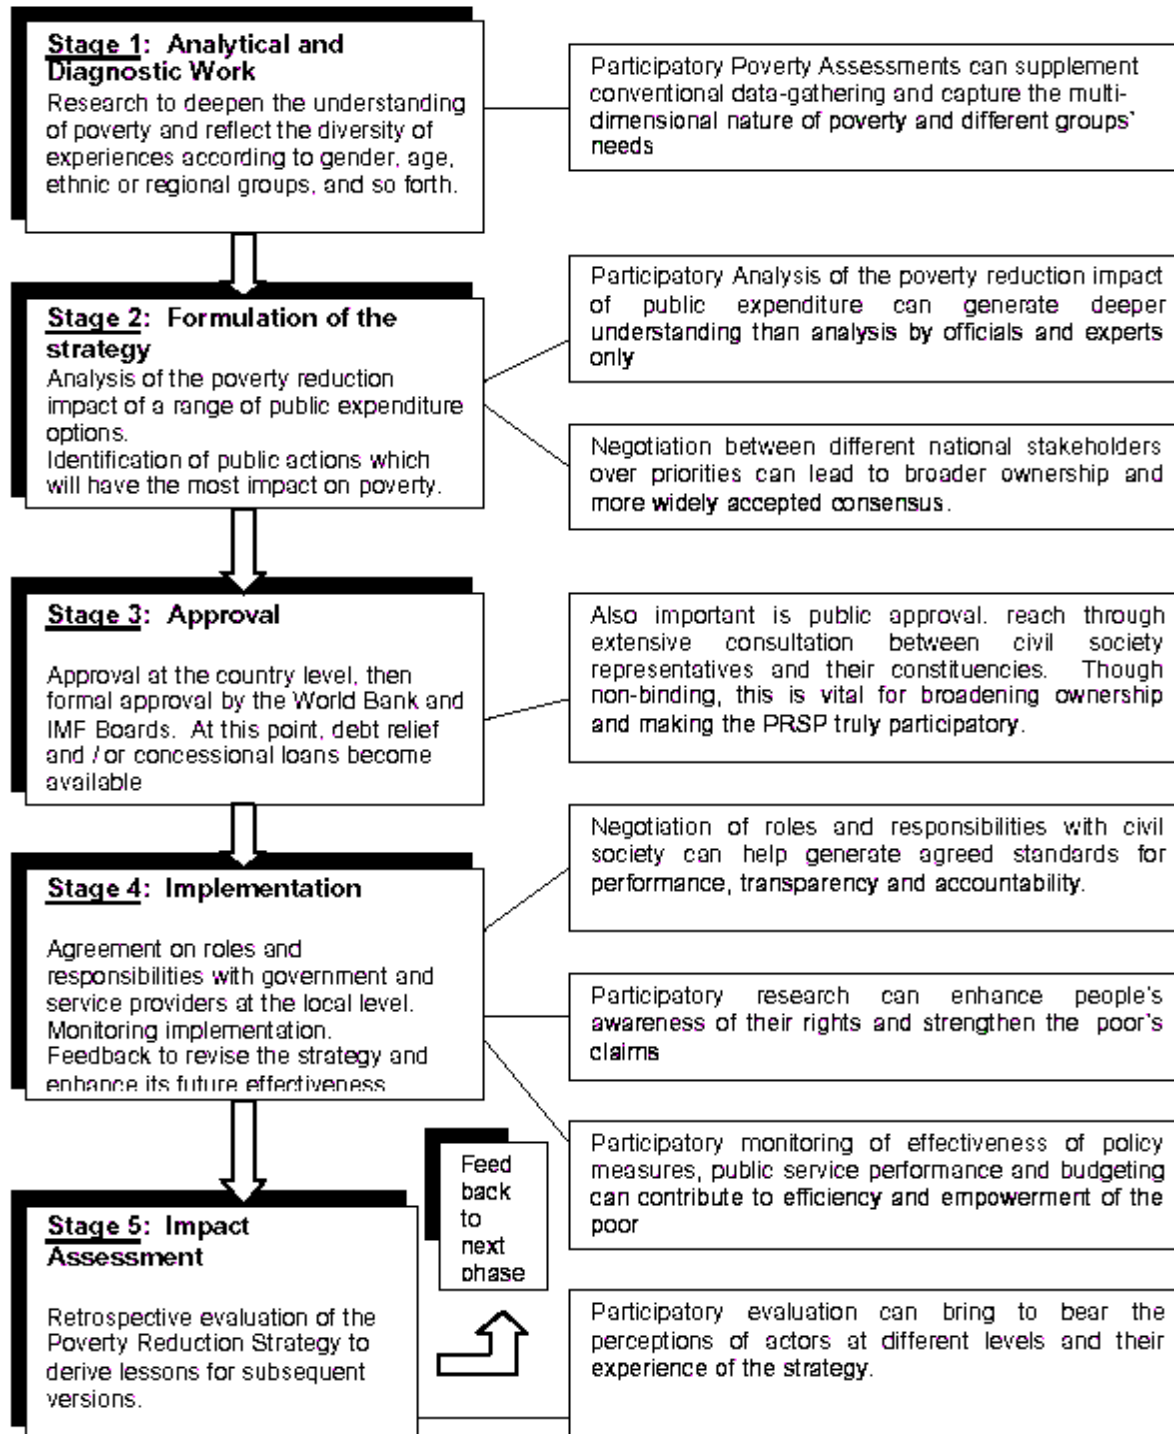 Stage 1: Analytical and
Diagnostic Work
Research to deepen the understanding
of poverty and reflect the diversity of
experiences according to gender, age,
ethnic or regional groups, and so forth.
Participatory Poverty Assessments can supplement
conventional data-gathering and capture the multi-
dimensional nature of poverty and different groups'
needs
Stage 2: Formulation of the
strategy
Analysis of the poverty reduction
impact of a range of public expenditure
options.
Identification of public actions which
will have the most impact on poverty.
Participatory Analysis of the poverty reduction impact
of public expenditure can generate deeper
understanding than analysis by officials and experts
only
Negotiation between different national stakeholders
over priorities can lead to broader ownership and
more widely accepted consensus.
Stage 3: Approval
Approval at the country level, then
formal approval by the World Bank and
IMF Boards. At this point, debt relief
and / or concessional loans become
available
Also important is public approval. reach through
extensive consultation between civil society
representatives and their constituencies. Though
non-binding, this is vital for broadening ownership
and making the PRSP truly participatory.
Stage 4: Implementation
Agreement on roles and
responsibilities with government and
service providers at the local level.
Monitoring implementation.
Feedback to revise the strategy and
enhance its future effectiveness
Negotiation of roles and responsibilities with civil
society can help generate agreed standards for
performance, transparency and accountability.
Participatory research can enhance people's
awareness of their rights and strengthen the poor's
claims
Participatory monitoring of effectiveness of policy
measures, public service performance and budgeting
can contribute to efficiency and empowerment of the
poor
Feed
back
to
next
phase
Stage 5: Impact
Assessment
Retrospective evaluation of the
Poverty Reduction Strategy to
derive lessons for subsequent
versions.
Participatory evaluation can bring to bear the
perceptions of actors at different levels and their
experience of the strategy.